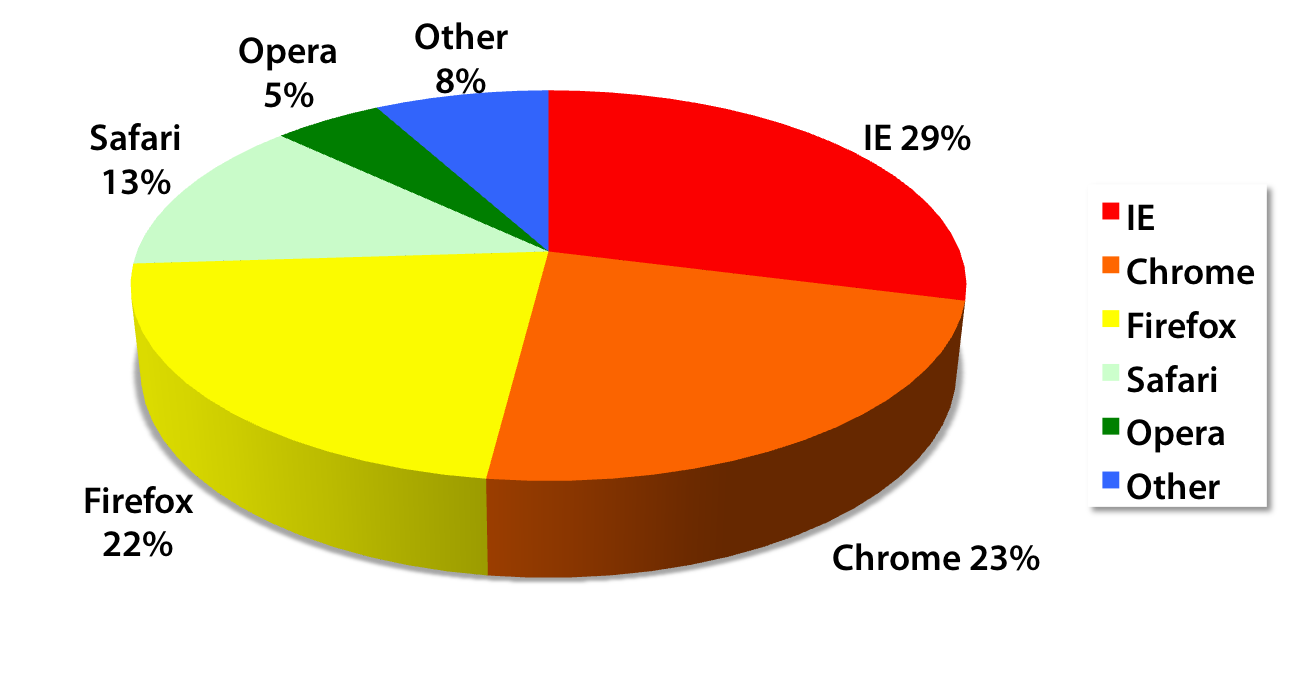 Other
8%
Opera
5%
Safari
13%
IE 29%
IE
Chrome
Firefox
Safari
Opera
Other
Firefox
22%
Chrome 23%